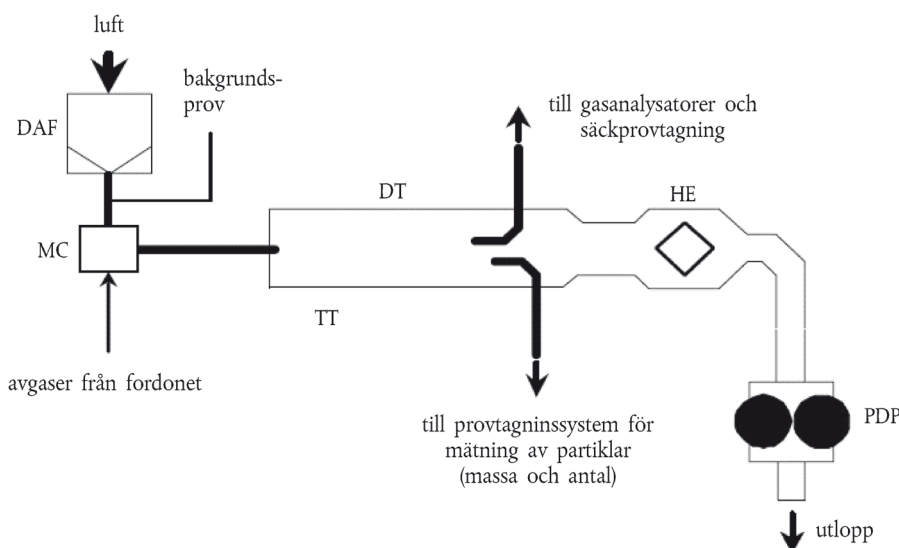 luft
bakgrunds-
prov
DAF
till gasanalysatorer och
säckprovtagning
DT
HE
MC
TT
avgaser från fordonet
till provtagninssystem för
mätning av partiklar
(massa och antal)
PDP
utlopp